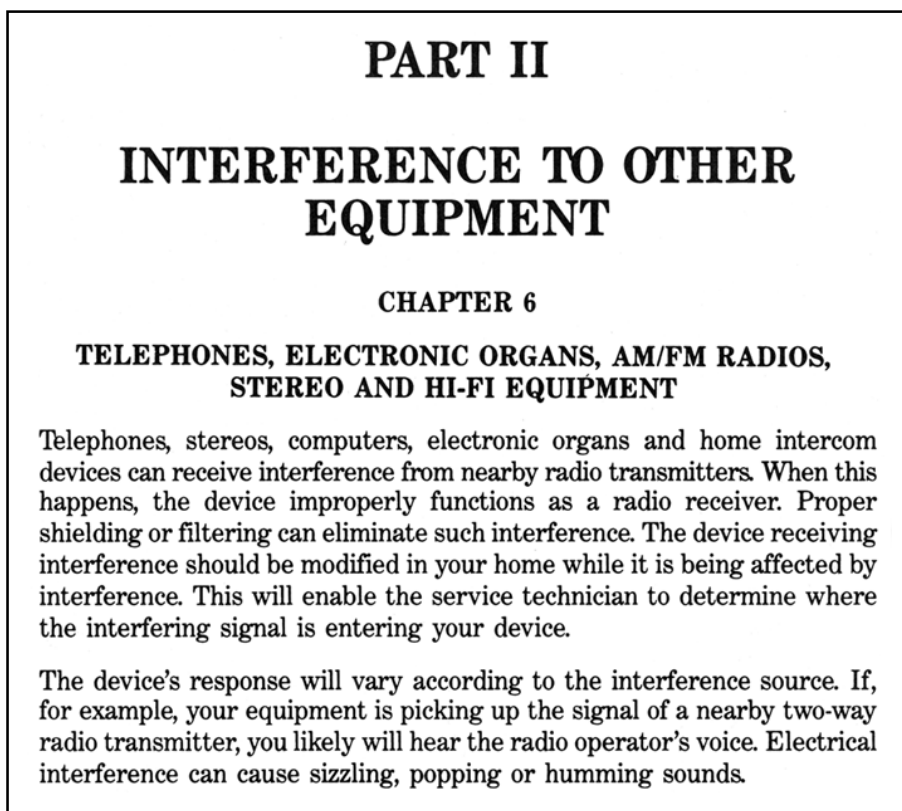 PART II
INTERFERENCE TO OTHER
EQUIPMENT
CHAPTER 6
TELEPHONES, ELECTRONIC ORGANS, AM/FM RADIOS,
STEREO AND HI-FI EQUIPMENT
Telephones, stereos, computers, electronic organs and home intercom
devices can receive interference from nearby radio transmitters. When this
happens, the device improperly functions as a radio receiver. Proper
shielding or filtering can eliminate such interference. The device receiving
interference should be modified in your home while it is being affected by
interference. This will enable the service technician to determine where
the interfering signal is entering your device.
The device's response will vary according to the interference source. If,
for example, your equipment is picking up the signal of a nearby two-way
radio transmitter, you likely will hear the radio operator's voice. Electrical
interference can cause sizzling, popping or humming sounds.